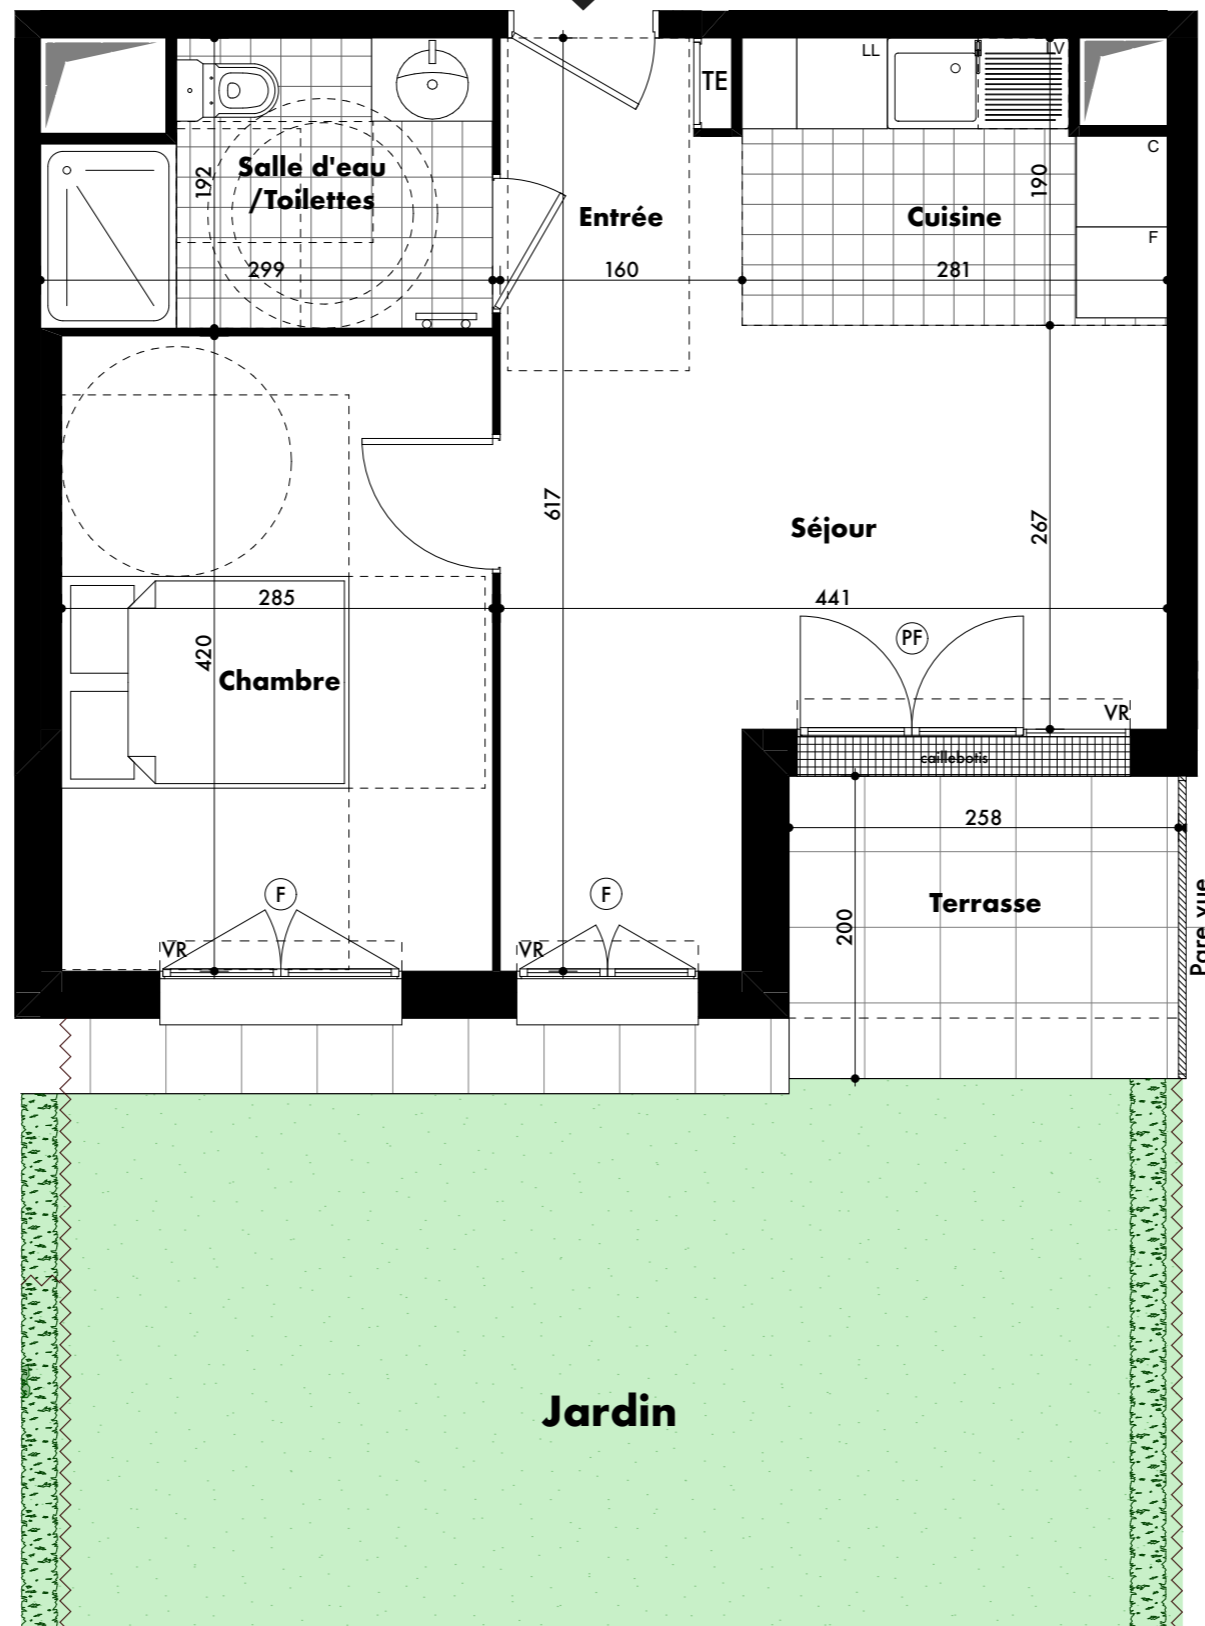 LL
V
TE
C
Salle d'eau
/Toilettes
192
190
Entrée
Cuisine
F
299
160
281
617
Séjour
267
285
441
420
PF
Chambre
VR
caillebotis
258
F
F
Terrasse
200
VR
VR
Pare vue
Jardin